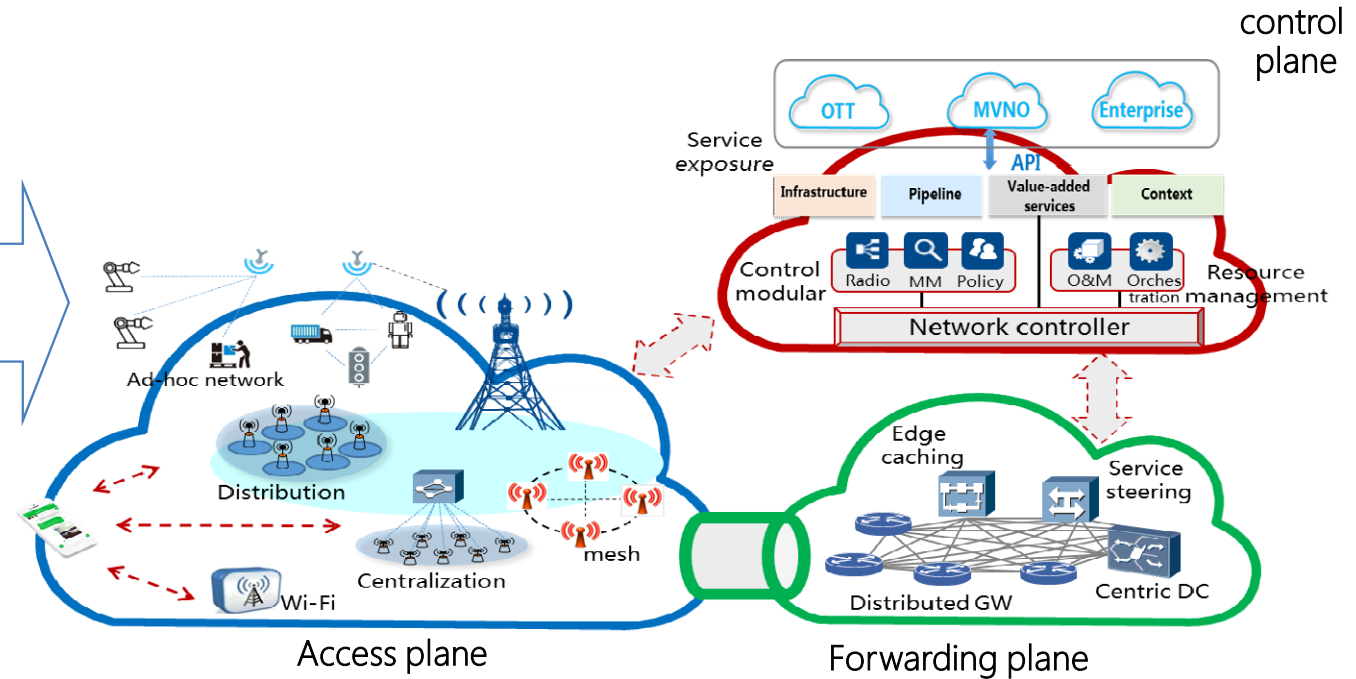 control
plane
OTT
MVNO
Enterprise
Service
exposure
API
Infrastructure
Pipeline
Value-added
services
Context
Control
modular
Radio
MM
Policy
O&M
Orches
tration
Resource
management
Network controller
Ad-hoc network
Distribution
Centralization
mesh
Wi-Fi
Access plane
Edge
caching
Service
steering
Distributed GW
Centric DC
Forwarding plane